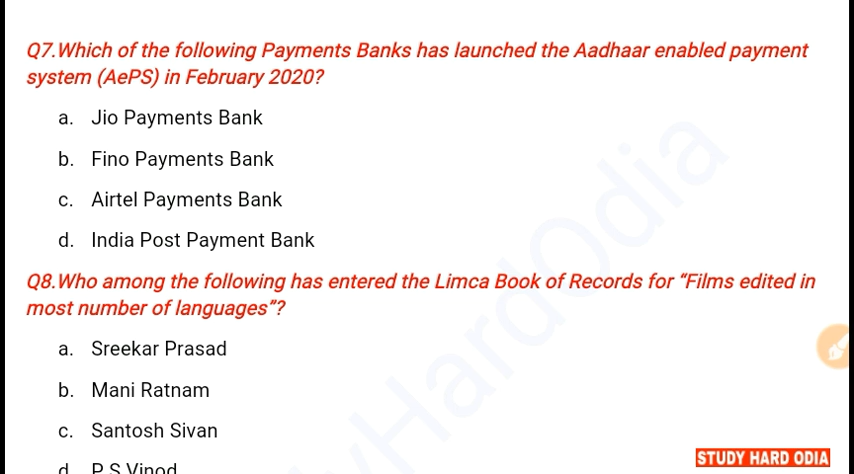 Q7.Which of the following Payments Banks has launched the Aadhaar enabled payment
system (AePS) in February 2020?
a. Jio Payments Bank
b. Fino Payments Bank
c. Airtel Payments Bank
d. India Post Payment Bank
Q8.Who among the following has entered the Limca Book of Records for “Films edited in
most number of languages”?
a. Sreekar Prasad
b. Mani Ratnam
c. Santosh Sivan
d. P S Vinod
STUDY HARD ODIA
yHardOdia